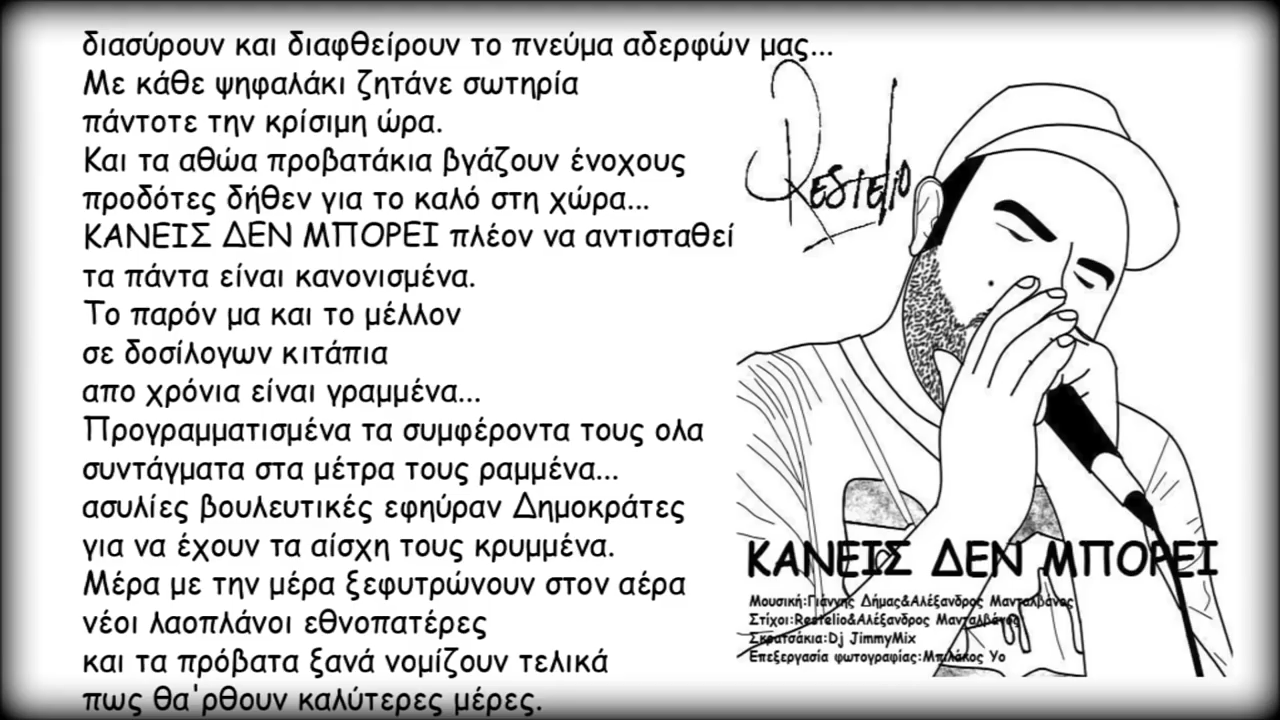 διασύρουν και διαφθείρουν το πνεύμα αδερφών μας...
Με κάθε ψηφαλάκι ζητάνε σωτηρία
πάντοτε την κρίσιμη ώρα.
Και τα αθώα προβατάκια βγάζουν ένοχους
προδότες δήθεν για το καλό στη χώρα...
ΚΑΝΕΙΣ ΔΕΝ ΜΠΟΡΕΙ πλέον να αντισταθεί
τα πάντα είναι κανονισμένα.
Το παρόν μα και το μέλλον
σε δοσίλογων κιτάπια
απο χρόνια είναι γραμμένα...
Προγραμματισμένα τα συμφέροντα τους ολα
συντάγματα στα μέτρα τους ραμμένα...
ασυλίες βουλευτικές εφηύραν Δημοκράτες
για να έχουν τα αίσχη τους κρυμμένα.
Μέρα με την μέρα ξεφυτρώνουν στον αέρα
νέοι λαοπλάνοι εθνοπατέρες
και τα πρόβατα ξανά νομίζουν τελικά
πως θα'ρθουν καλύτερες μέρες.
Restelio
ΚΑΝΕΙΣ ΔΕΝ ΜΠΟΡΕΙ
Μουσική:Γιάννης Δήμας&Αλέξανδρος Μανταλβάνος
Στίχοι:Restelio&Αλέξανδρος Μανταλβάνος
Σκρατσάκια:Dj JimmyMix
Επεξεργασία φωτογραφίας:Μπιλάκος Υο